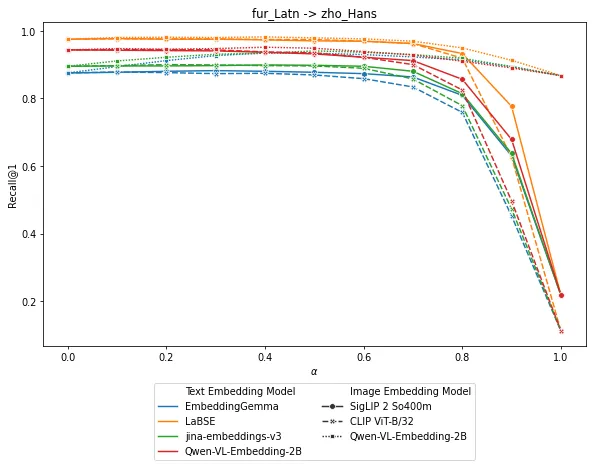 fur_Latn -> zho_Hans
1.0
0.8
0.6
0.4
0.2
Recall@1
0.0 0.2 0.4 0.6 0.8 1.0
α
Text Embedding Model Image Embedding Model
EmbeddingGemma SigLIP 2 So400m
LaBSE CLIP ViT-B/32
jina-embeddings-v3 Qwen-VL-Embedding-2B
Qwen-VL-Embedding-2B